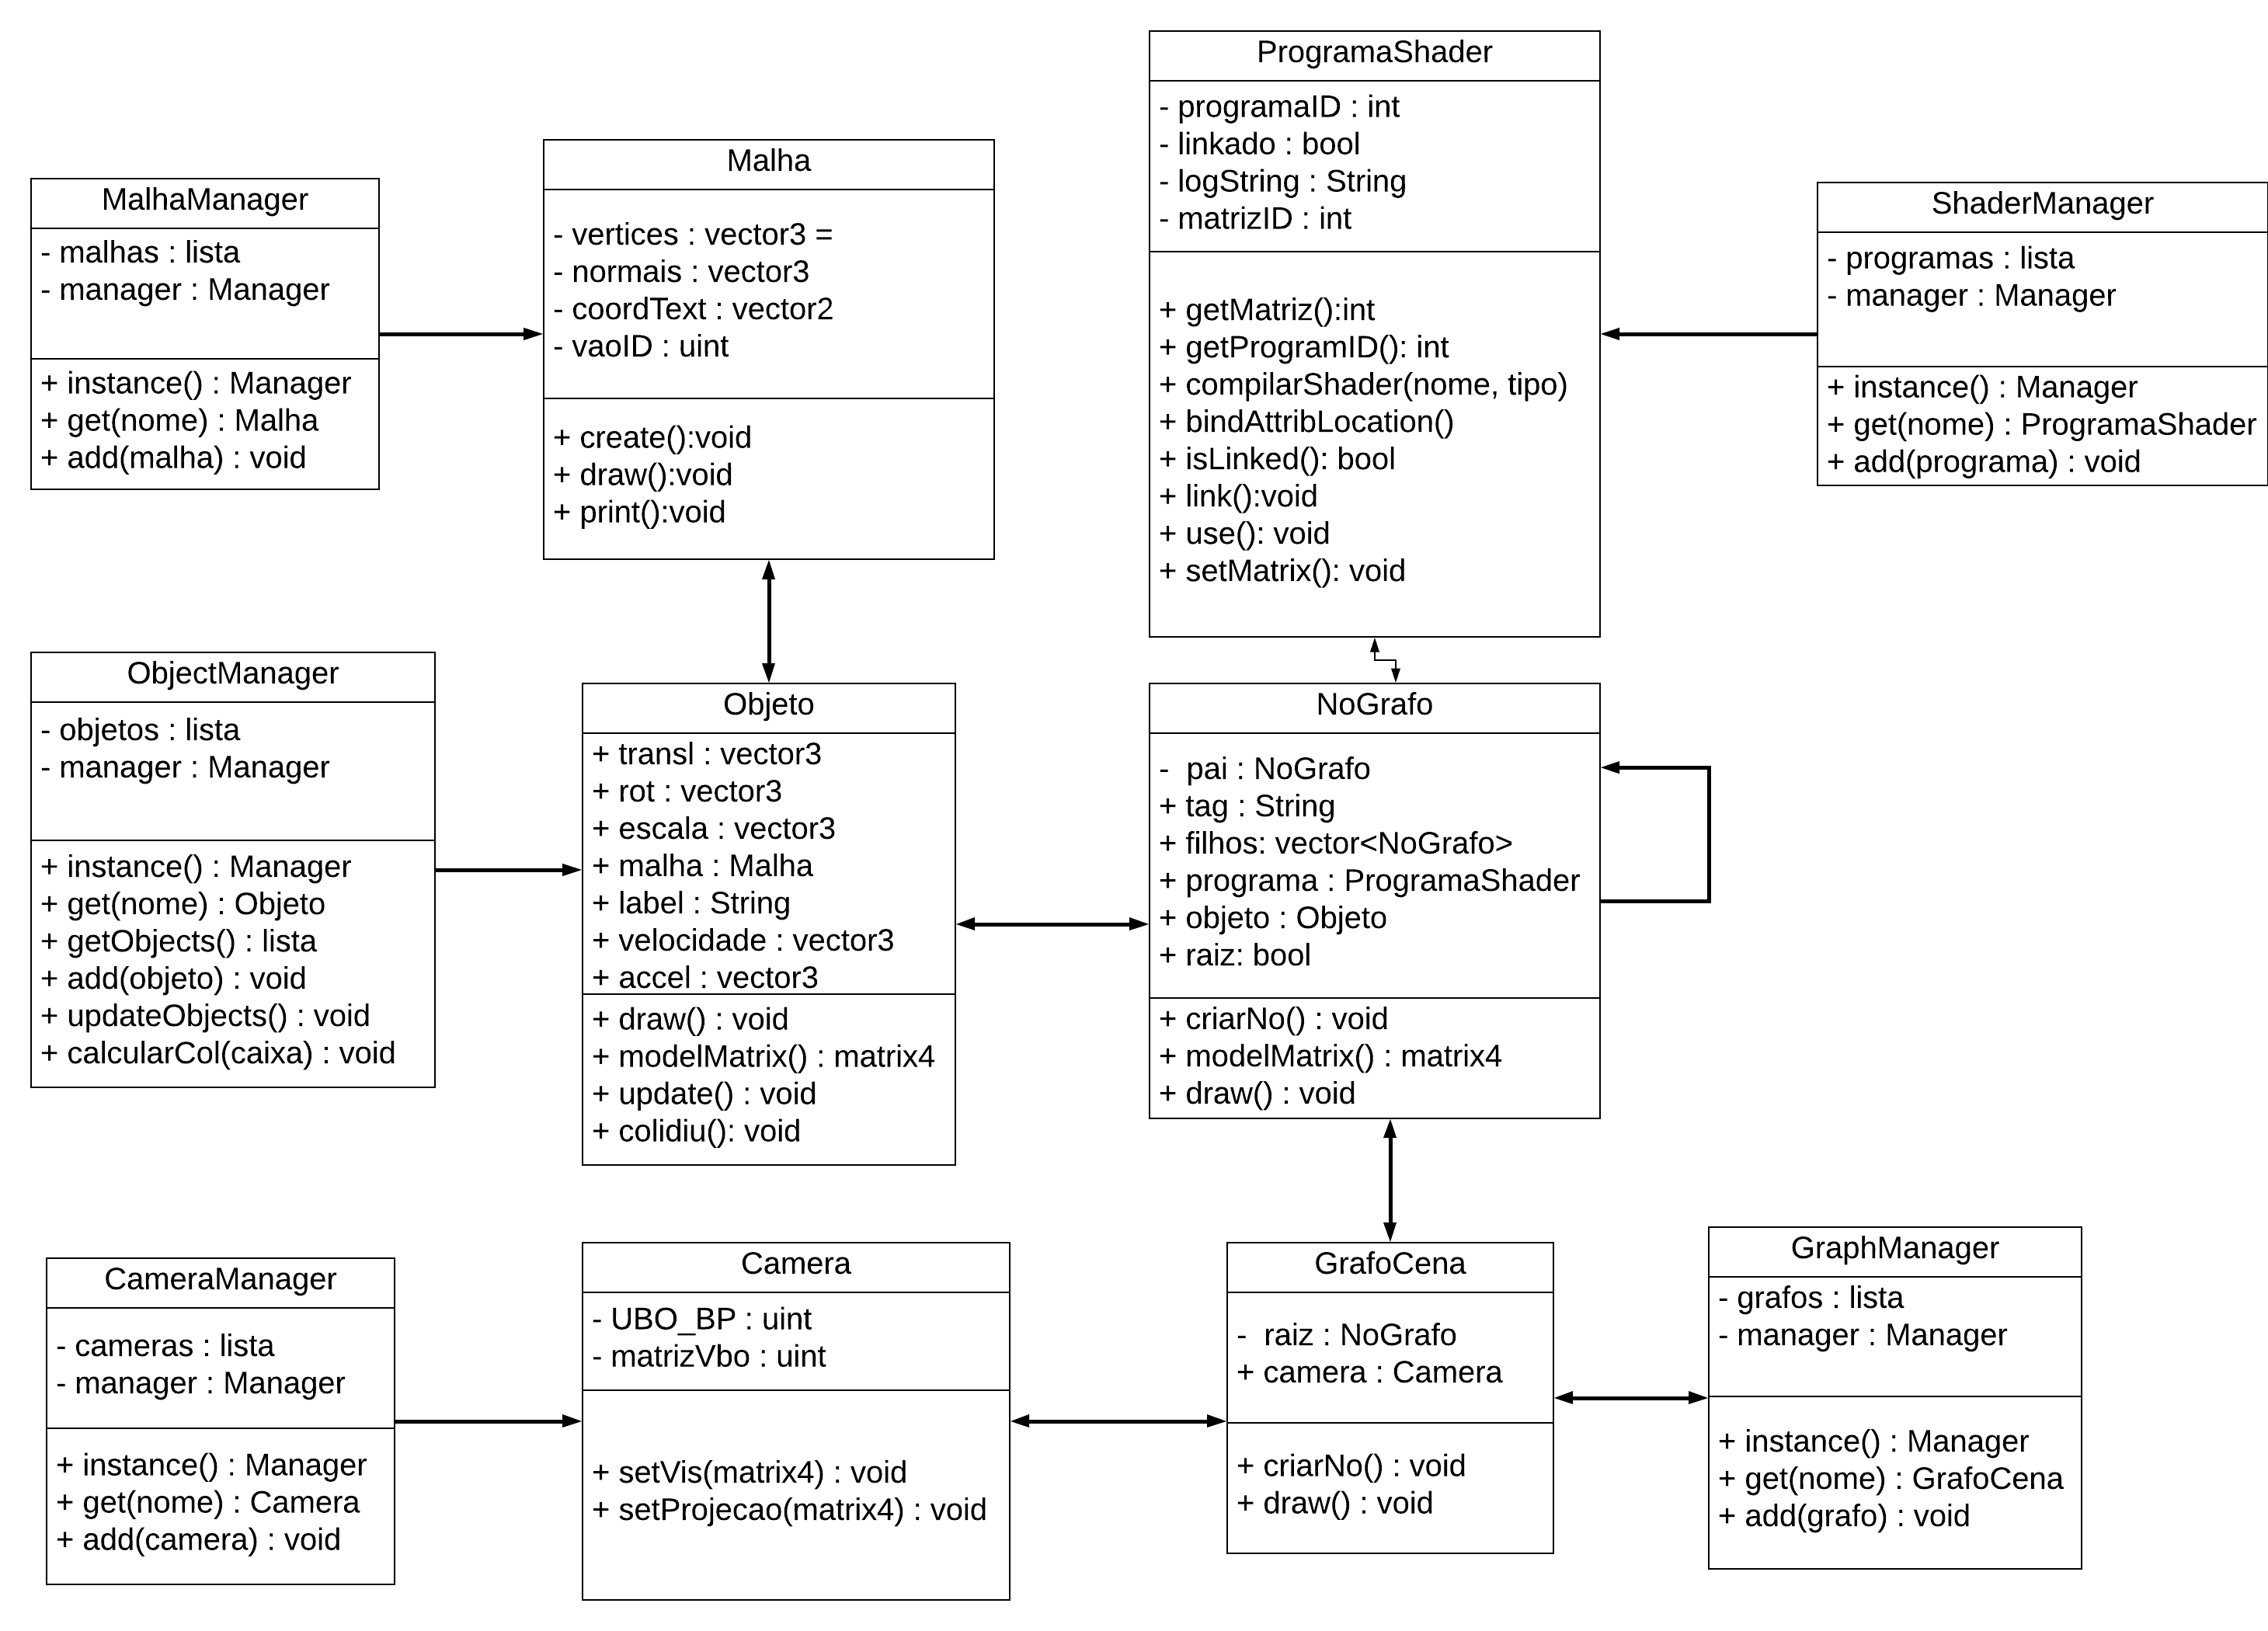 ProgramaShader
- programaID : int
- linkado : bool
- logString : String
- matrizID : int
+ getMatriz():int
+ getProgramID(): int
+ compilarShader(nome, tipo)
+ bindAttribLocation()
+ isLinked(): bool
+ link():void
+ use(): void
+ setMatrix(): void
Malha
- vertices : vector3 =
- normais : vector3
- coordText : vector2
- vaoID : uint
+ create():void
+ draw():void
+ print():void
MalhaManager
- malhas : lista
- manager : Manager
+ instance() : Manager
+ get(nome) : Malha
+ add(malha) : void
ShaderManager
- programas : lista
- manager : Manager
+ instance() : Manager
+ get(nome) : ProgramaShader
+ add(programa) : void
ObjectManager
- objetos : lista
- manager : Manager
+ instance() : Manager
+ get(nome) : Objeto
+ getObjects() : lista
+ add(objeto) : void
+ updateObjects() : void
+ calcularCol(caixa) : void
Objeto
+ transl : vector3
+ rot : vector3
+ escala : vector3
+ malha : Malha
+ label : String
+ velocidade : vector3
+ accel : vector3
+ draw() : void
+ modelMatrix() : matrix4
+ update() : void
+ colidiu(): void
NoGrafo
-  pai : NoGrafo
+ tag : String
+ filhos: vector<NoGrafo>
+ programa : ProgramaShader
+ objeto : Objeto
+ raiz: bool
+ criarNo() : void
+ modelMatrix() : matrix4
+ draw() : void
CameraManager
- cameras : lista
- manager : Manager
+ instance() : Manager
+ get(nome) : Camera
+ add(camera) : void
Camera
- UBO_BP : uint
- matrizVbo : uint
+ setVis(matrix4) : void
+ setProjecao(matrix4) : void
GrafoCena
-  raiz : NoGrafo
+ camera : Camera
+ criarNo() : void
+ draw() : void
GraphManager
- grafos : lista
- manager : Manager
+ instance() : Manager
+ get(nome) : GrafoCena
+ add(grafo) : void